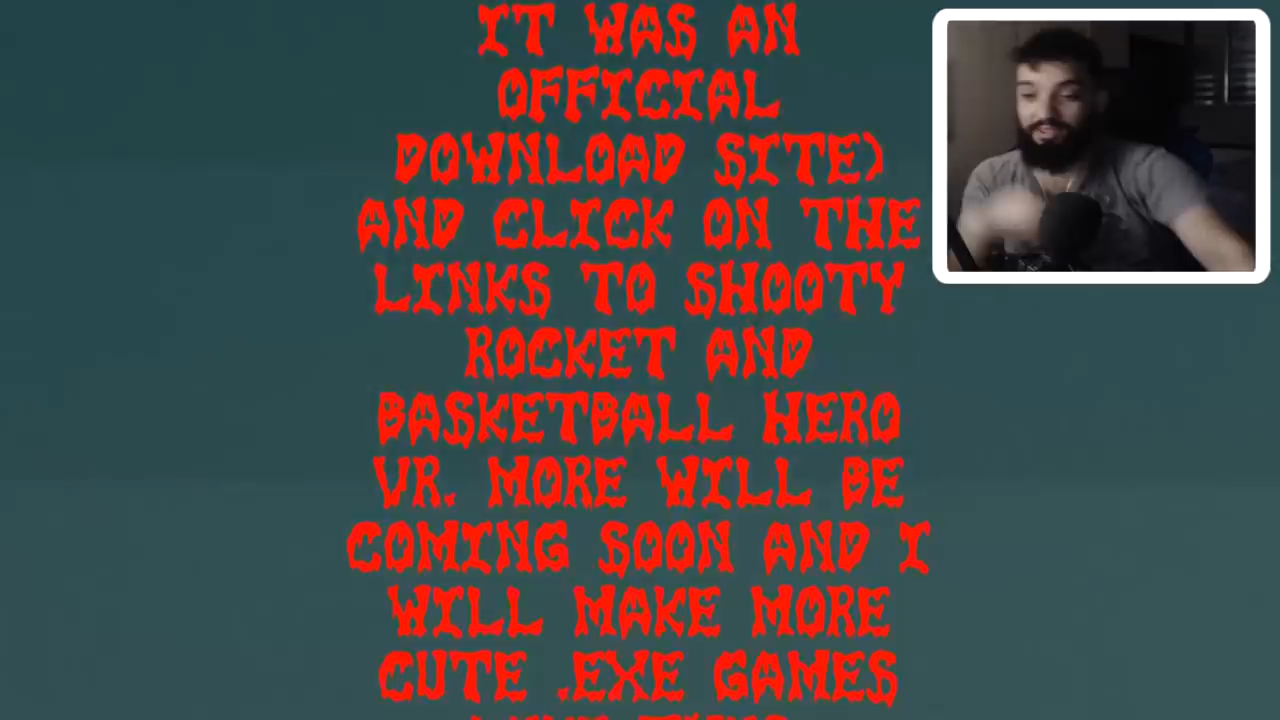 IT WAS AN
OFFICIAL
DOWNLOAD SITE)
AND CLICK ON THE
LINKS TO SHOOTY
ROCKET AND
BASKETBALL HERO
VR. MORE WILL BE
COMING SOON AND I
WILL MAKE MORE
CUTE .EXE GAMES